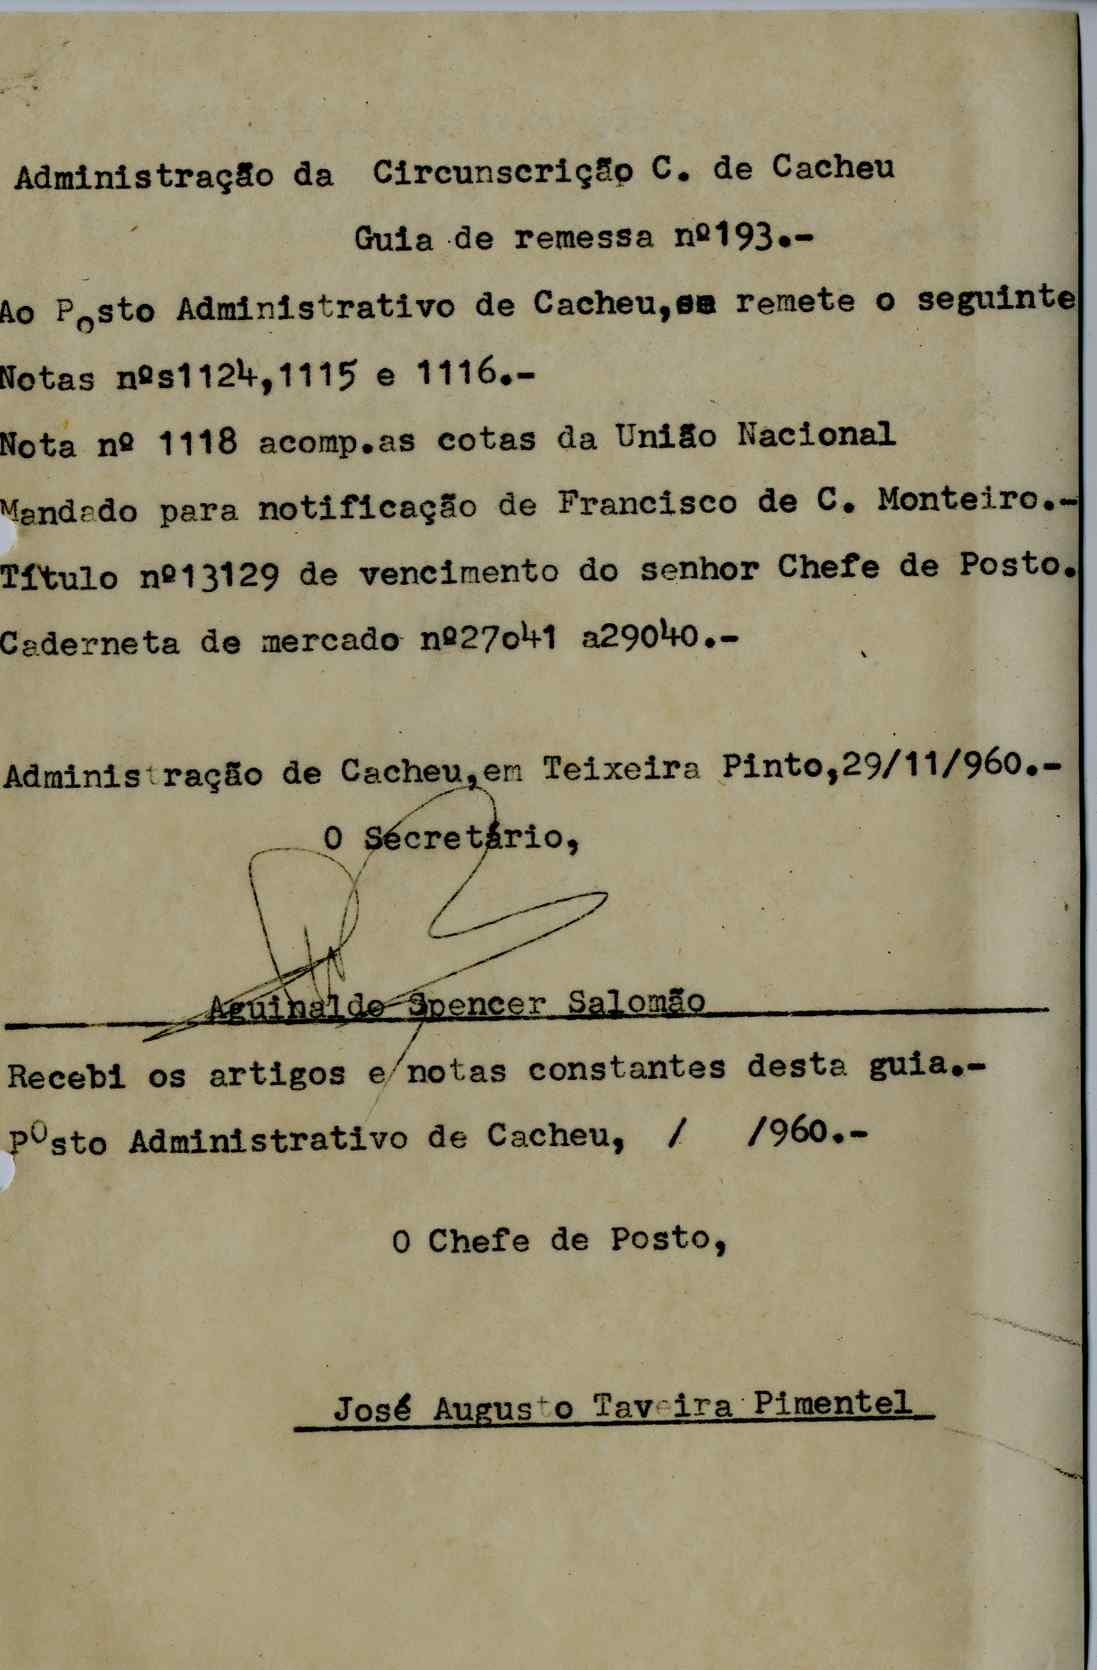 Administração da Circunscrição C. de Cacheu
Guia de remessa nº193.-
Ao Posto Administrativo de Cacheu,se remete o seguinte
Notas nºs1124,1115 e 1116.-
Nota nº 1118 acomp.as cotas da União Nacional
Mandado para notificação de Francisco de C. Monteiro.-
Título nº13129 de vencimento do senhor Chefe de Posto.
Caderneta de mercado nº27o41 a29040.-
Administração de Cacheu,em Teixeira Pinto,29/11/960.-
O Secretário,
Aguinaldo Spencer Salomão
Recebi os artigos e notas constantes desta guia.-
Posto Administrativo de Cacheu, / /960.-
O Chefe de Posto,
José Augusto Taveira Pimentel